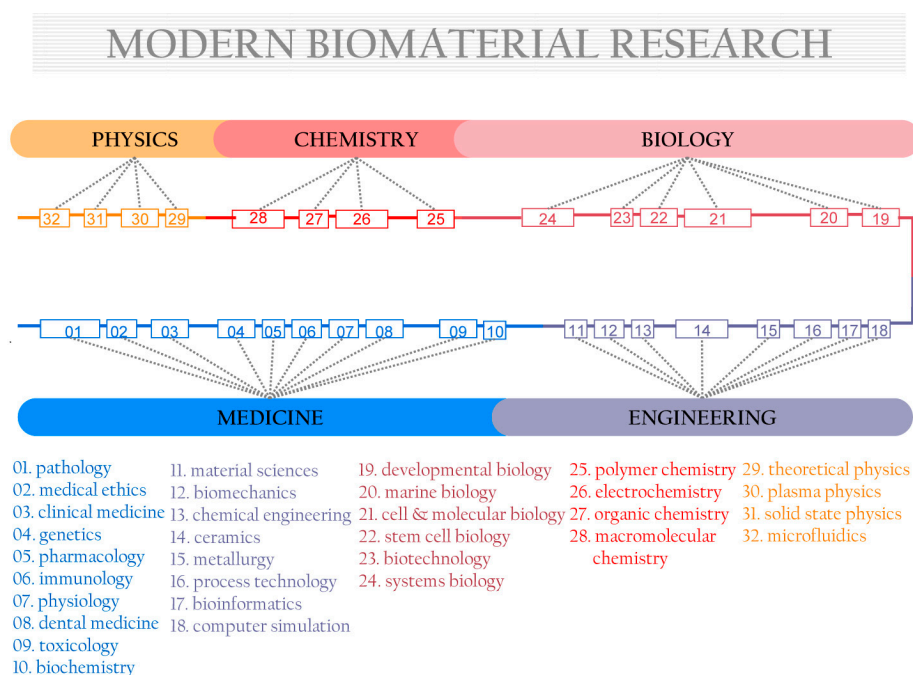 MODERN BIOMATERIAL RESEARCH
PHYSICS CHEMISTRY BIOLOGY
32 31 30 29 28 27 26 25 24 23 22 21 20 19
01 02 03 04 05 06 07 08 09 10 11 12 13 14 15 16 17 18
MEDICINE ENGINEERING
01. pathology
02. medical ethics
03. clinical medicine
04. genetics
05. pharmacology
06. immunology
07. physiology
08. dental medicine
09. toxicology
10. biochemistry
11. material sciences
12. biomechanics
13. chemical engineering
14. ceramics
15. metallurgy
16. process technology
17. bioinformatics
18. computer simulation
19. developmental biology
20. marine biology
21. cell & molecular biology
22. stem cell biology
23. biotechnology
24. systems biology
25. polymer chemistry
26. electrochemistry
27. organic chemistry
28. macromolecular
chemistry
29. theoretical physics
30. plasma physics
31. solid state physics
32. microfluidics